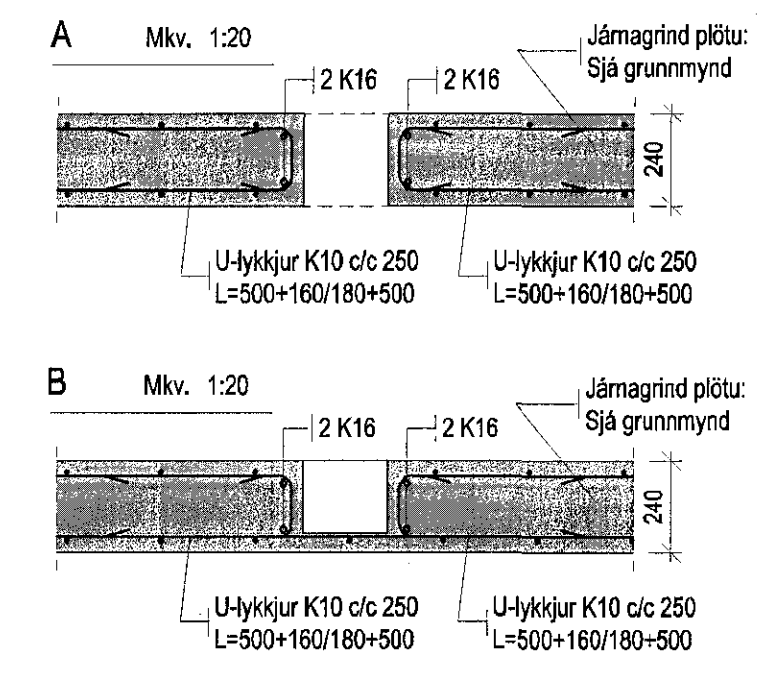 A Mkv. 1:20
Járnagrind plötu:
Sjá grunnmynd
2 K16
2 K16
240
U-lykkjur K10 c/c 250
L=500+160/180+500
U-lykkjur K10 c/c 250
L=500+160/180+500
B Mkv. 1:20
Járnagrind plötu:
Sjá grunnmynd
2 K16
2 K16
240
U-lykkjur K10 c/c 250
L=500+160/180+500
U-lykkjur K10 c/c 250
L=500+160/180+500